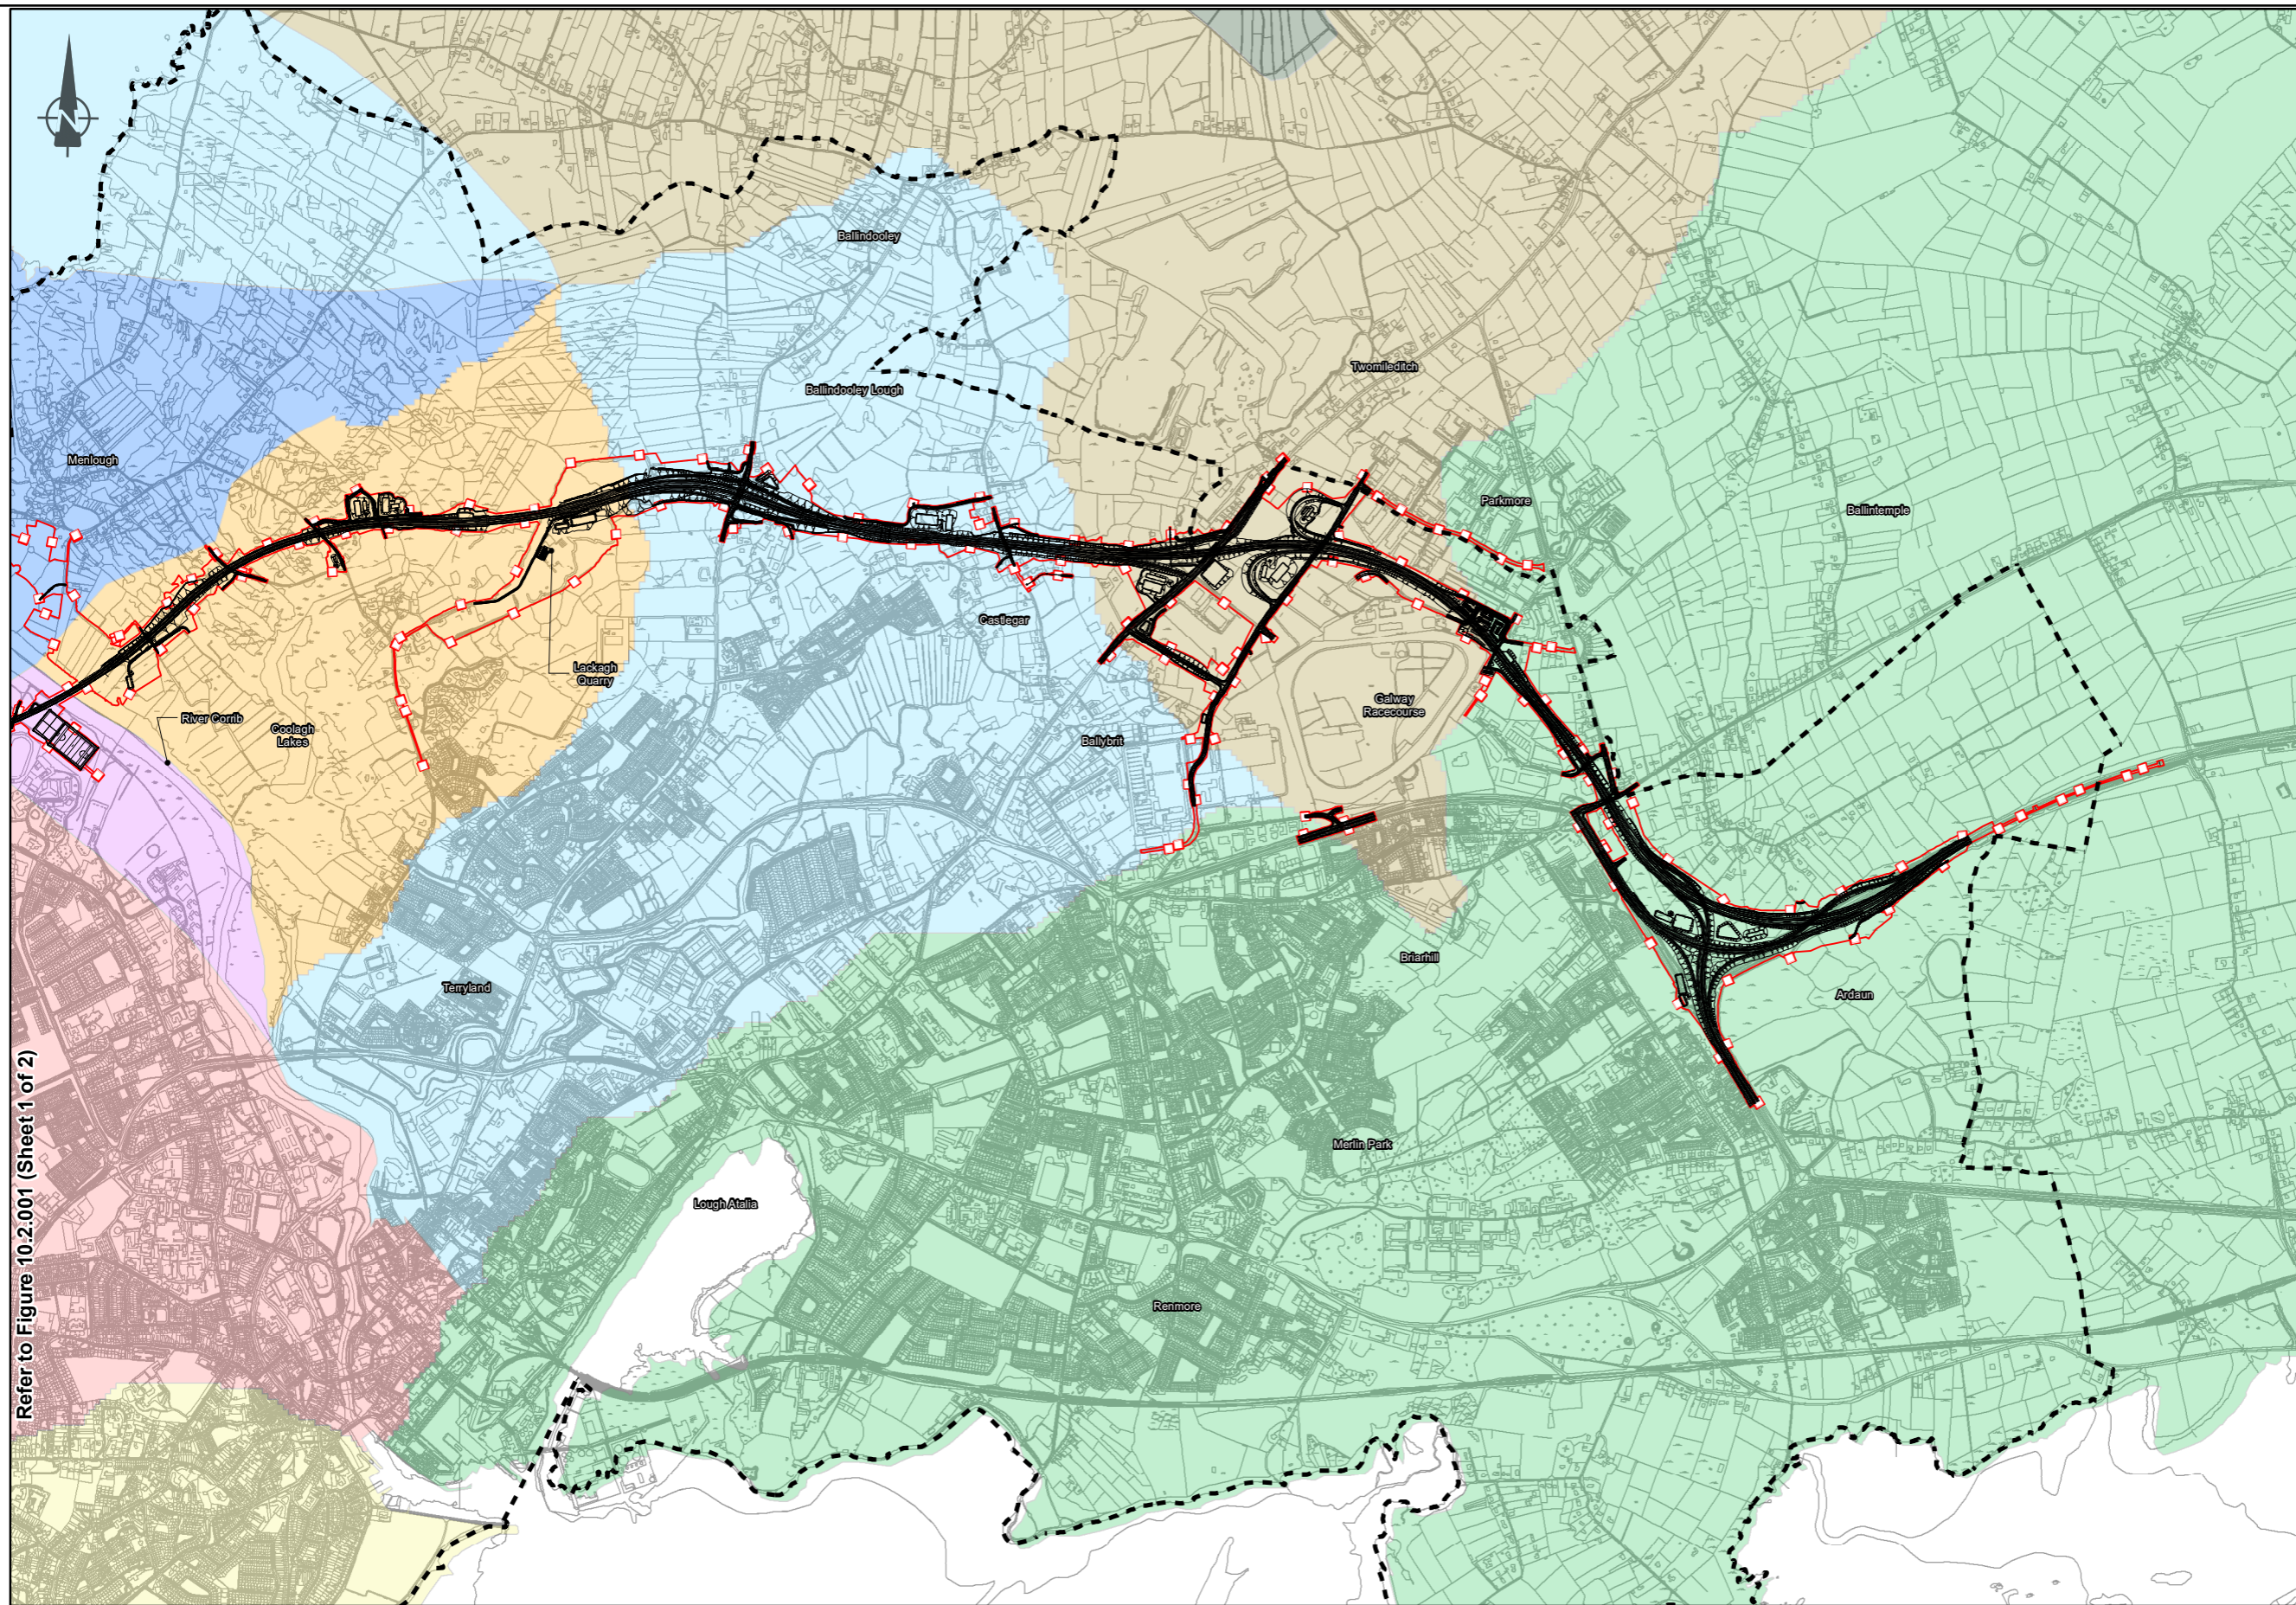 N
Ballindooley
Twomileditch
Ballindooley Lough
Menlough
Parkmore
Ballintemple
Castlegar
Lackagh
Quarry
Galway
Racecourse
River Corrib
Coolagh
Lakes
Ballybrit
Briarhill
Terryland
Ardaun
Merlin Park
Lough Atalia
Renmore
Refer to Figure 10.2.001 (Sheet 1 of 2)